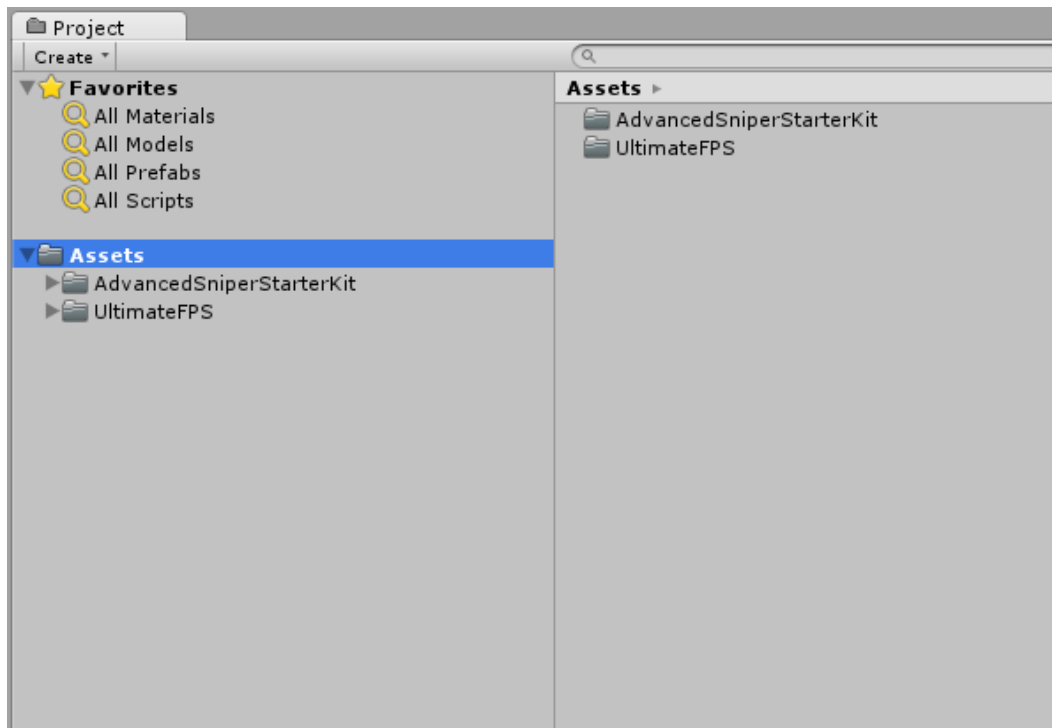 Project
Create
Favorites
All Materials
All Models
All Prefabs
All Scripts
Assets
AdvancedSniperStarterKit
UltimateFPS
Assets
AdvancedSniperStarterKit
UltimateFPS